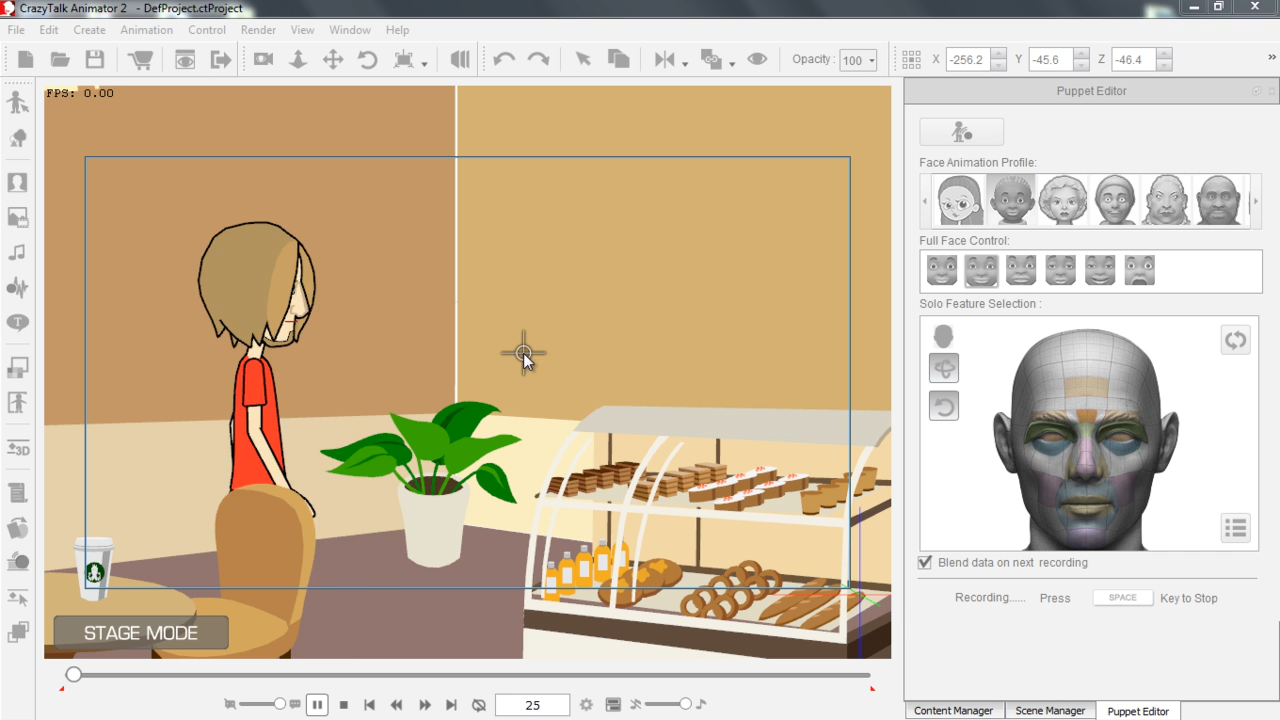 CrazyTalk Animator 2 - DefProject.ctProject
File Edit Create Animation Control Render View Window Help
Opacity : 100 X -256.2 Y -45.6 Z -46.4 »
FPS: 0.00
Puppet Editor
Face Animation Profile:
Full Face Control:
Solo Feature Selection :
Blend data on next recording
Recording...... Press SPACE Key to Stop
3D
STAGE MODE
25
Content Manager Scene Manager Puppet Editor